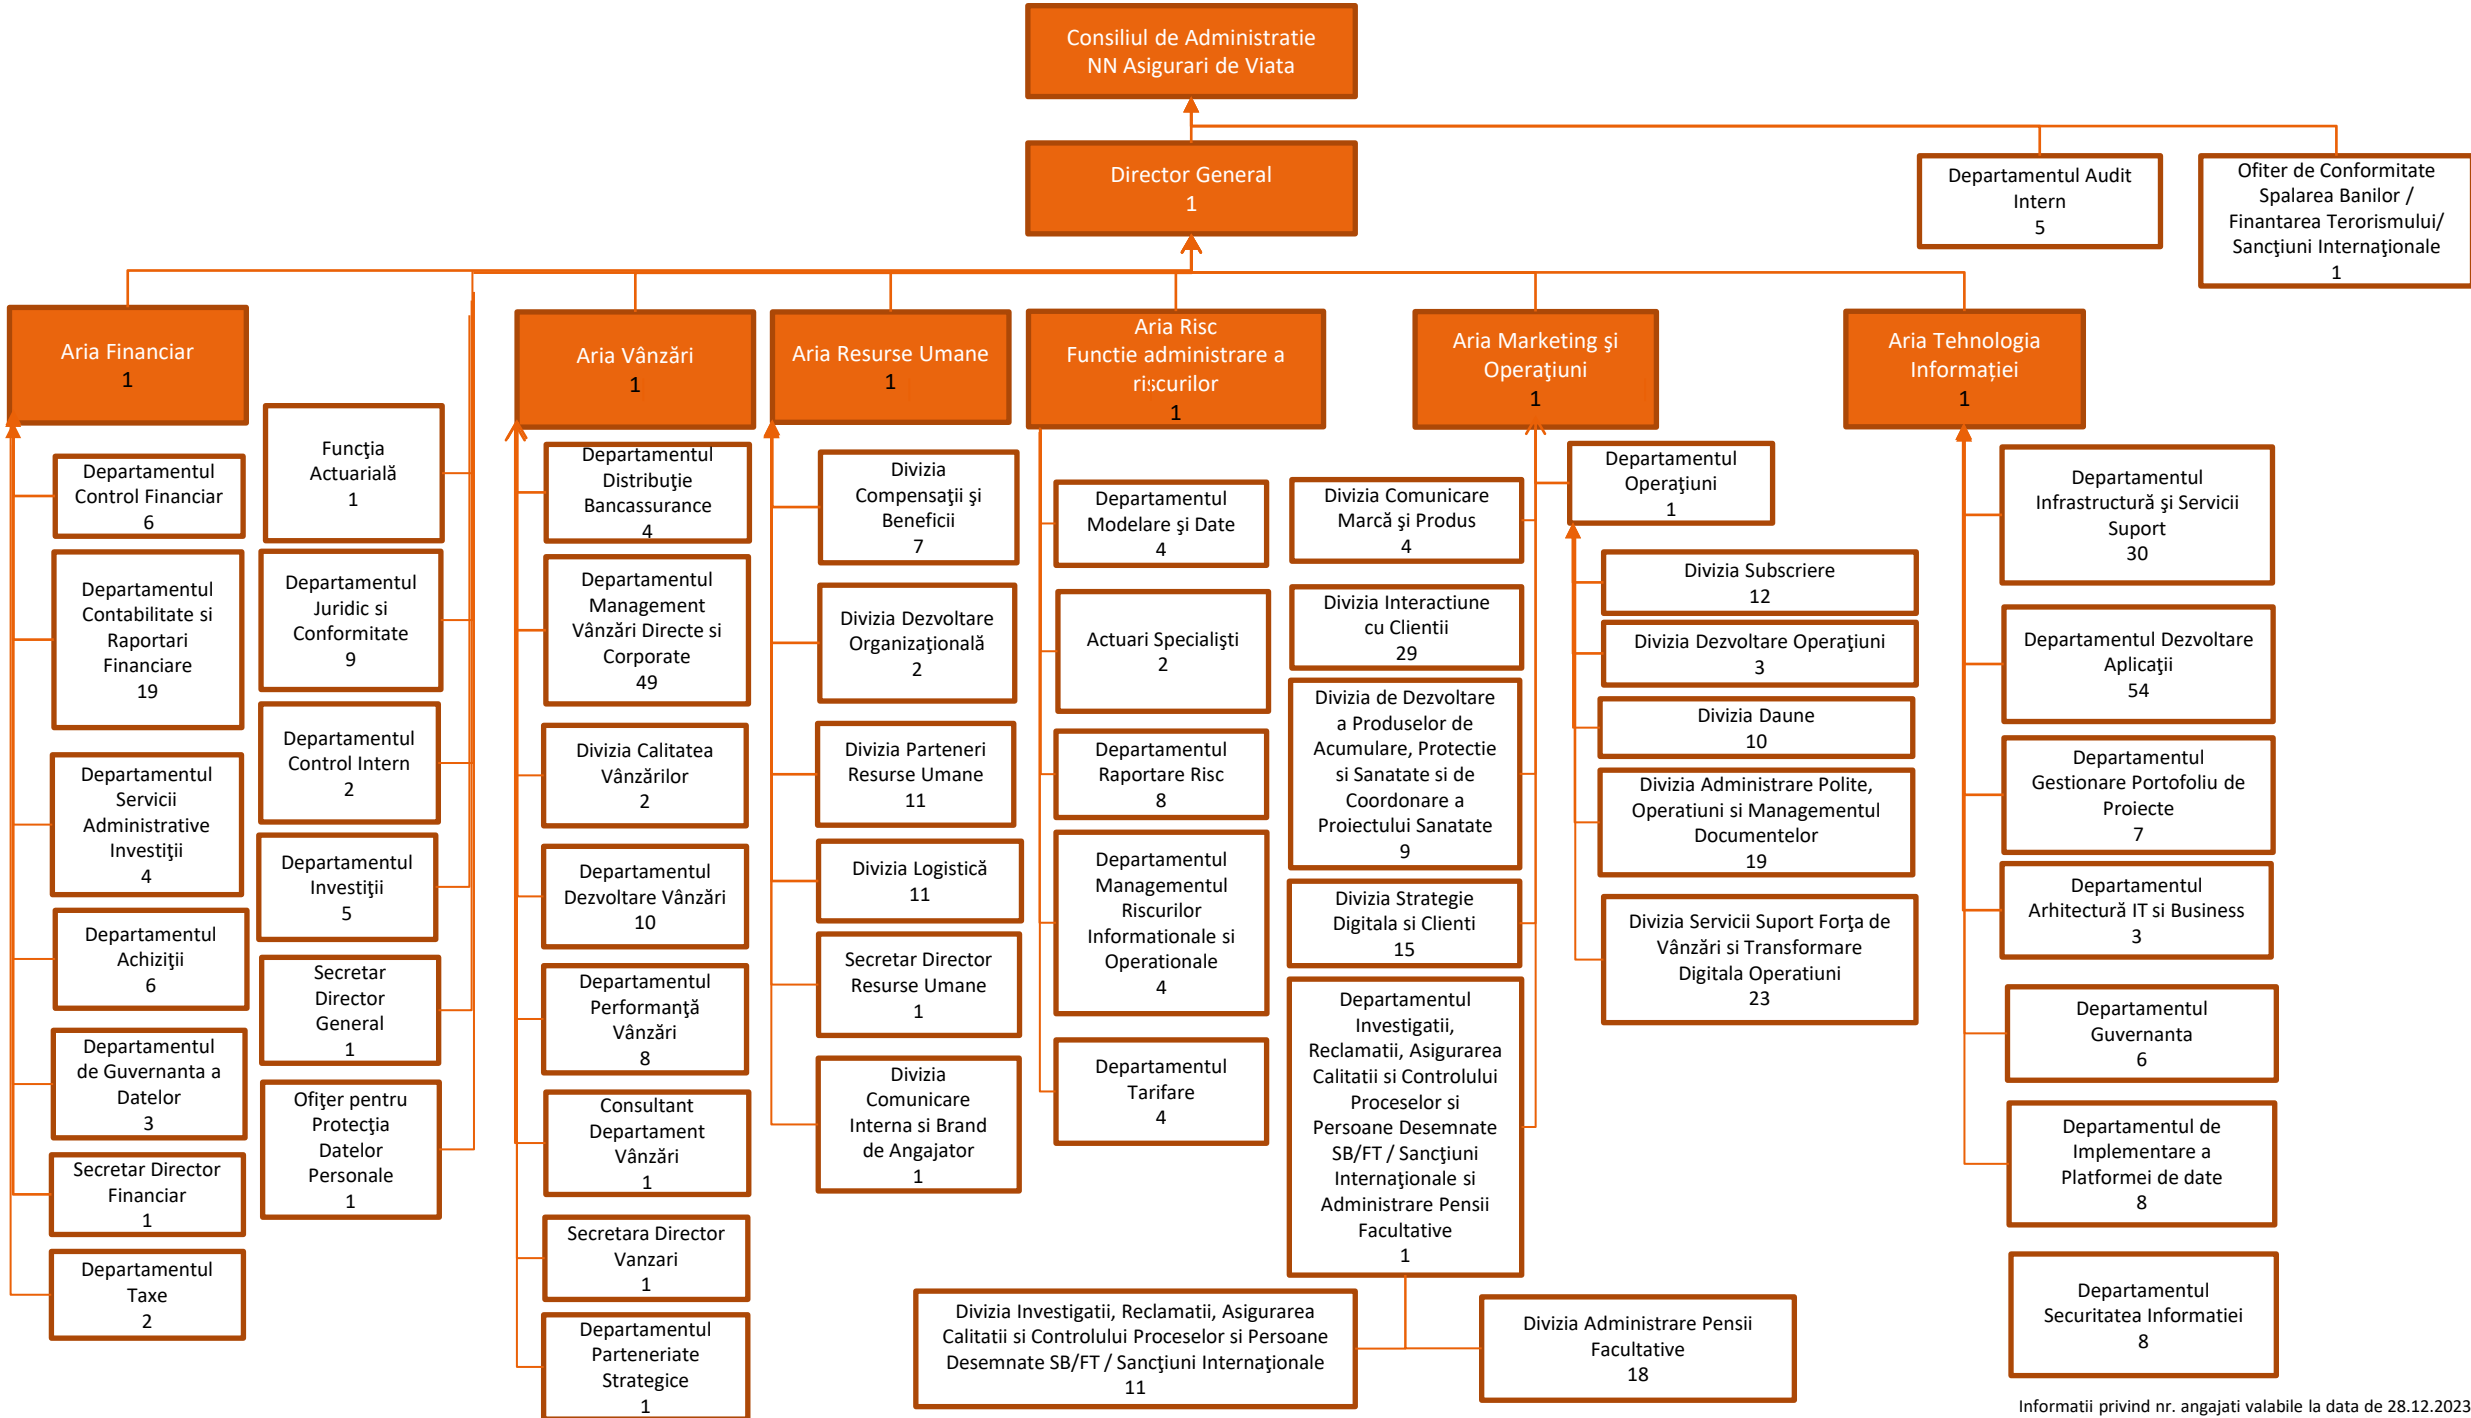 Consiliul de Administratie
NN Asigurari de Viata
Director General
1
Departamentul Audit
Intern
5
Ofiter de Conformitate
Spalarea Banilor /
Finantarea Terorismului/
Sancţiuni Internaţionale
1
Aria Financiar
1
Aria Vânzări
1
Aria Resurse Umane
1
Aria Risc
Functie administrare a
riscurilor
1
Aria Marketing şi
Operaţiuni
1
Aria Tehnologia
Informației
1
Departamentul
Control Financiar
6
Departamentul
Contabilitate si
Raportari
Financiare
19
Departamentul
Servicii
Administrative
Investiţii
4
Departamentul
Achiziţii
6
Departamentul
de Guvernanta a
Datelor
3
Secretar Director
Financiar
1
Departamentul
Taxe
2
Funcţia
Actuarială
1
Departamentul
Juridic si
Conformitate
9
Departamentul
Control Intern
2
Departamentul
Investiţii
5
Secretar
Director
General
1
Ofiţer pentru
Protecţia
Datelor
Personale
1
Departamentul
Distribuţie
Bancassurance
4
Departamentul
Management
Vânzări Directe si
Corporate
49
Divizia Calitatea
Vânzărilor
2
Departamentul
Dezvoltare Vânzări
10
Departamentul
Performanţă
Vânzări
8
Consultant
Departament
Vânzări
1
Secretara Director
Vanzari
1
Departamentul
Parteneriate
Strategice
1
Divizia
Compensaţii şi
Beneficii
7
Divizia Dezvoltare
Organizaţională
2
Divizia Parteneri
Resurse Umane
11
Divizia Logistică
11
Secretar Director
Resurse Umane
1
Divizia
Comunicare
Interna si Brand
de Angajator
1
Departamentul
Modelare şi Date
4
Actuari Specialişti
2
Departamentul
Raportare Risc
8
Departamentul
Managementul
Riscurilor
Informationale si
Operationale
4
Departamentul
Tarifare
4
Divizia Comunicare
Marcă şi Produs
4
Divizia Interactiune
cu Clientii
29
Divizia de Dezvoltare
a Produselor de
Acumulare, Protectie
si Sanatate si de
Coordonare a
Proiectului Sanatate
9
Divizia Strategie
Digitala si Clienti
15
Departamentul
Investigatii,
Reclamatii, Asigurarea
Calitatii si Controlului
Proceselor si
Persoane Desemnate
SB/FT / Sancţiuni
Internaţionale si
Administrare Pensii
Facultative
1
Divizia Investigatii, Reclamatii, Asigurarea
Calitatii si Controlului Proceselor si Persoane
Desemnate SB/FT / Sancţiuni Internaţionale
11
Divizia Administrare Pensii
Facultative
18
Departamentul
Operaţiuni
1
Divizia Subscriere
12
Divizia Dezvoltare Operaţiuni
3
Divizia Daune
10
Divizia Administrare Polite,
Operatiuni si Managementul
Documentelor
19
Divizia Servicii Suport Forţa de
Vânzări si Transformare
Digitala Operatiuni
23
Departamentul
Infrastructură şi Servicii
Suport
30
Departamentul Dezvoltare
Aplicaţii
54
Departamentul
Gestionare Portofoliu de
Proiecte
7
Departamentul
Arhitectură IT si Business
3
Departamentul
Guvernanta
6
Departamentul de
Implementare a
Platformei de date
8
Departamentul
Securitatea Informatiei
8
Informatii privind nr. angajati valabile la data de 28.12.2023